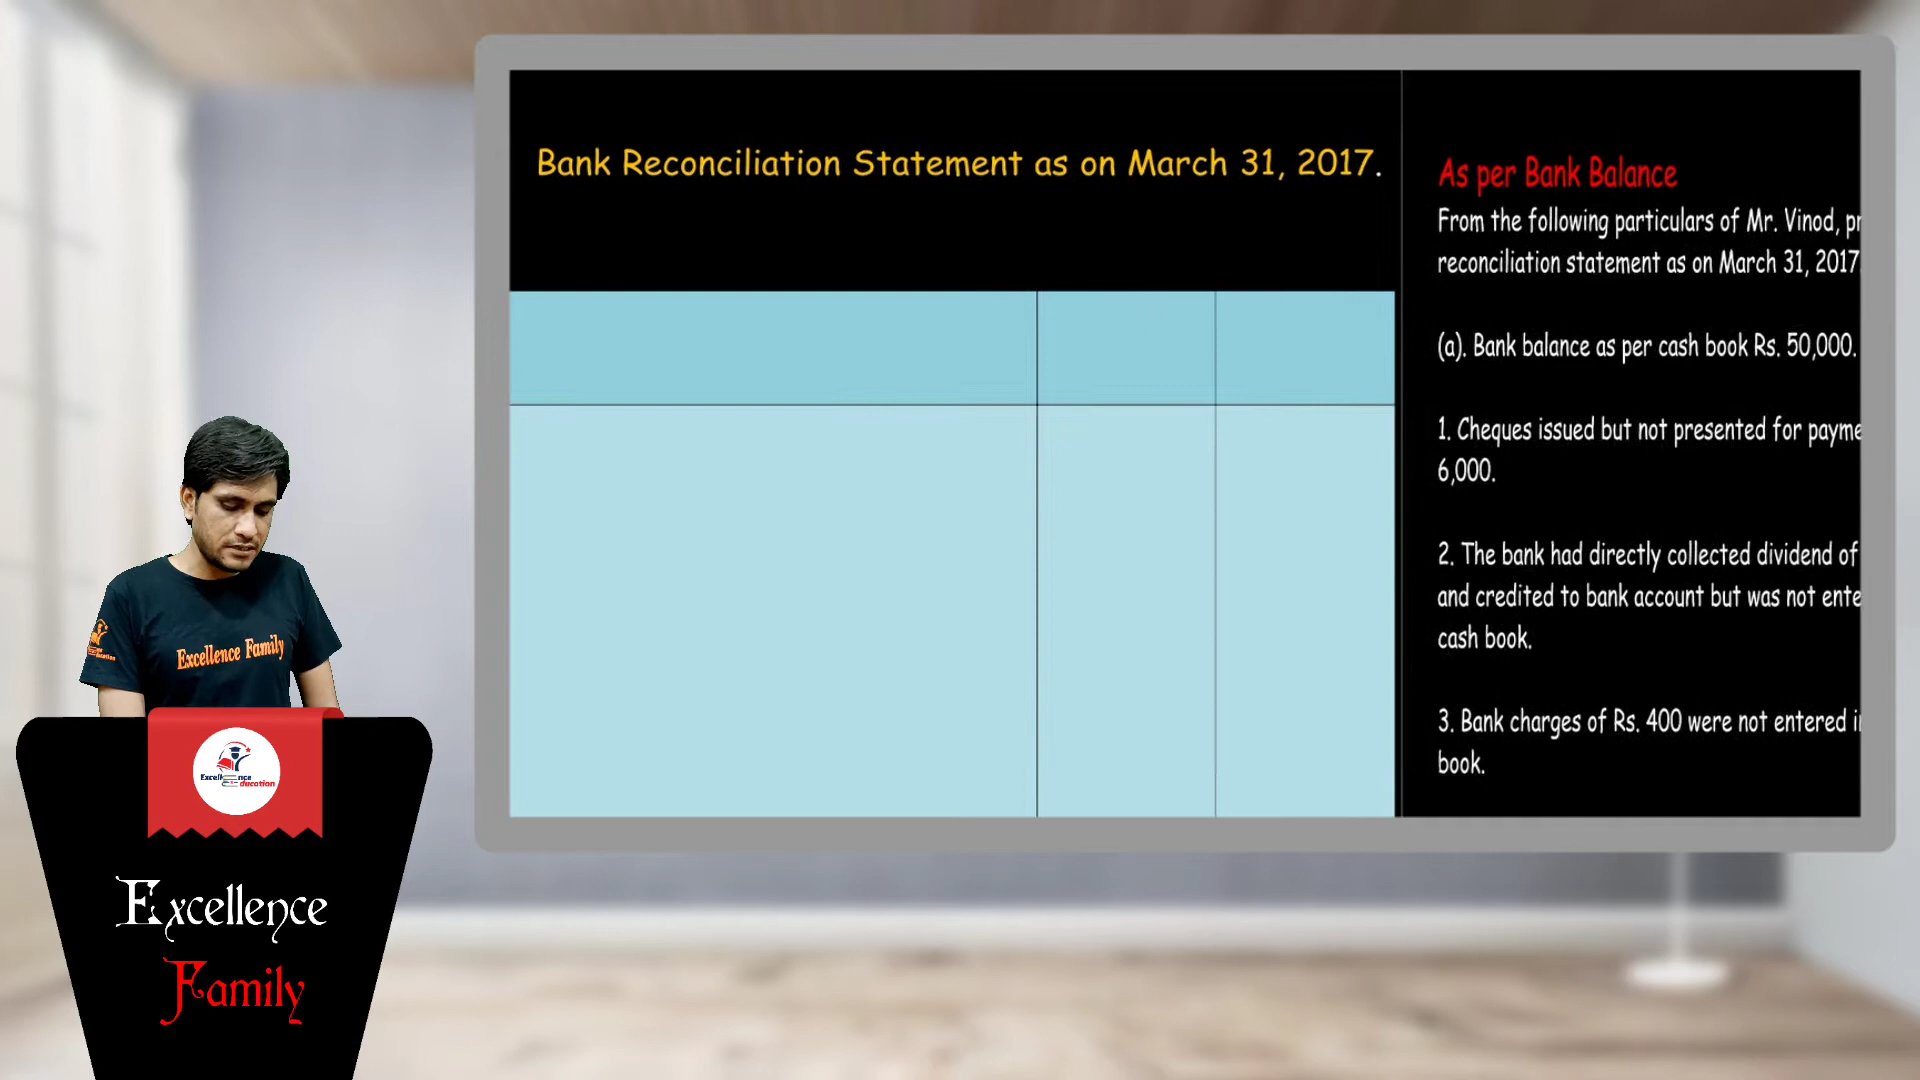 Bank Reconciliation Statement as on March 31, 2017.
As per Bank Balance
From the following particulars of Mr. Vinod,
reconciliation statement as on March 31, 2017
(a). Bank balance as per cash book Rs. 50,000.
1. Cheques issued but not presented for
6,000.
2. The bank had directly collected dividend of
and credited to bank account but was not
cash book.
3. Bank charges of Rs. 400 were not entered
book.
Excellence Family
Excellence
Education
Excellence
Family